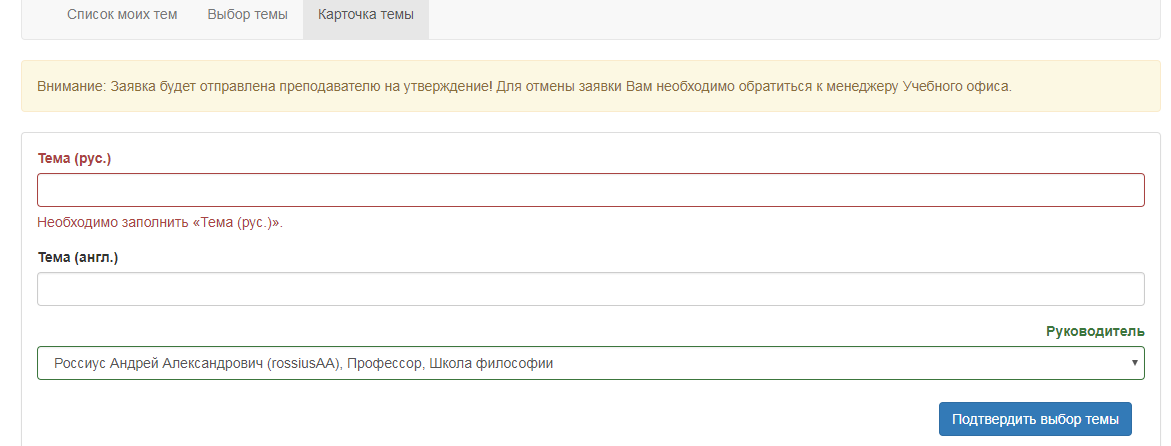 Список моих тем Выбор темы Карточка темы
Внимание: Заявка будет отправлена преподавателю на утверждение! Для отмены заявки Вам необходимо обратиться к менеджеру Учебного офиса.
Тема (рус.)
Необходимо заполнить «Тема (рус.)».
Тема (англ.)
Руководитель
Россиус Андрей Александрович (rossiusAA), Профессор, Школа философии
Подтвердить выбор темы